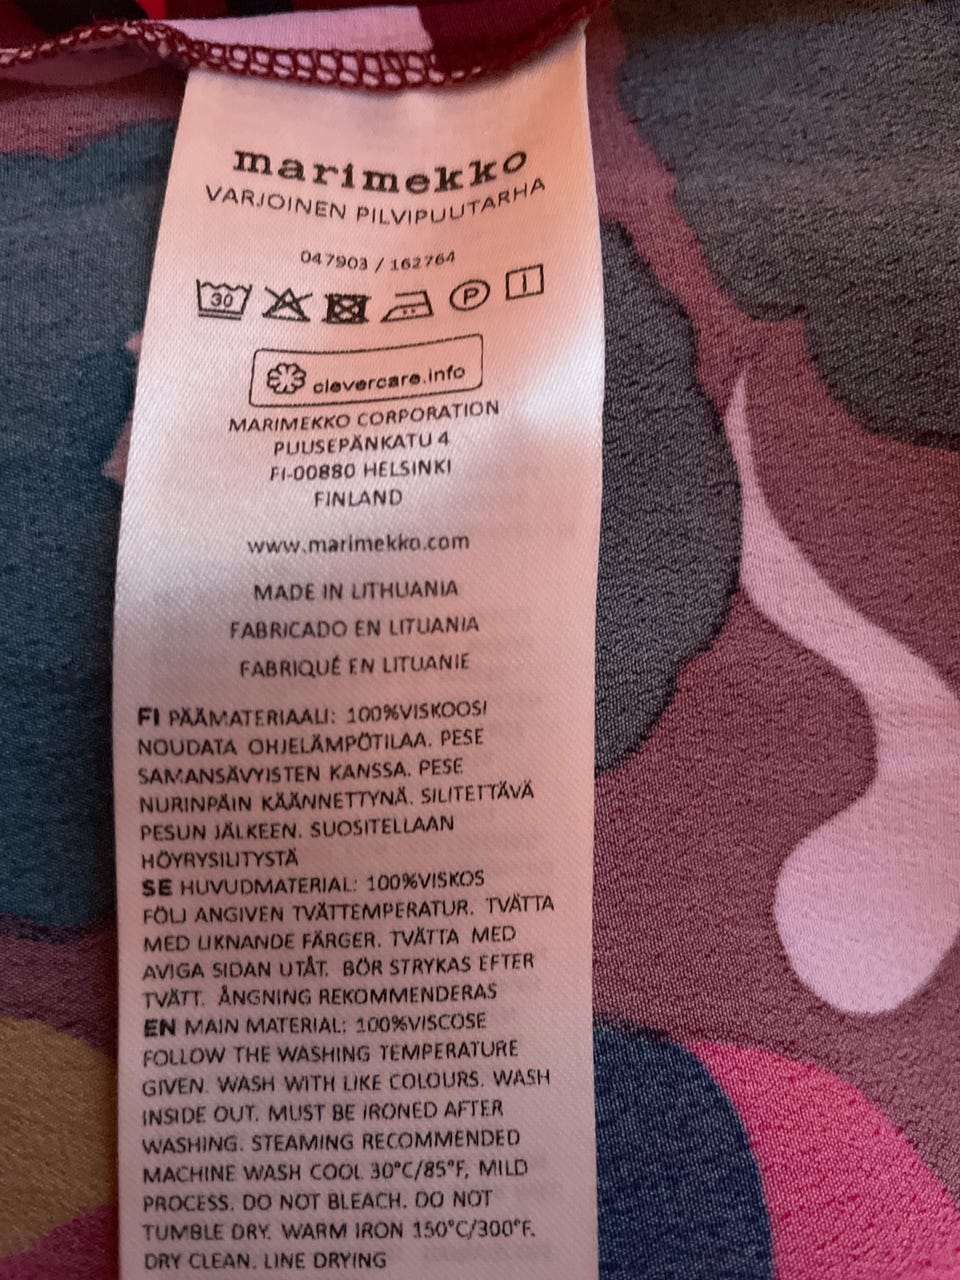 marimekko
VARJOINEN PILVIPUUTARHA
047903 / 162764
30 P
clevercare.info
MARIMEKKO CORPORATION
PUUSEPÄNKATU 4
FI-00880 HELSINKI
FINLAND
www.marimekko.com
MADE IN LITHUANIA
FABRICADO EN LITUANIA
FABRIQUÉ EN LITUANIE
FI PÄÄMATERIAALI: 100%VISKOOSI
NOUDATA OHJELÄMPÖTILAA. PESE
SAMANSÄVYISTEN KANSSA. PESE
NURINPÄIN KÄÄNNETTYNÄ. SILITETTÄVÄ
PESUN JÄLKEEN. SUOSITELLAAN
HÖYRYSILITYSTÄ
SE HUVUDMATERIAL: 100%VISKOS
FÖLJ ANGIVEN TVÄTTEMPERATUR. TVÄTTA
MED LIKNANDE FÄRGER. TVÄTTA MED
AVIGA SIDAN UTÅT. BÖR STRYKAS EFTER
TVÄTT. ÅNGNING REKOMMENDERAS
EN MAIN MATERIAL: 100%VISCOSE
FOLLOW THE WASHING TEMPERATURE
GIVEN. WASH WITH LIKE COLOURS. WASH
INSIDE OUT. MUST BE IRONED AFTER
WASHING. STEAMING RECOMMENDED
MACHINE WASH COOL 30°C/85°F, MILD
PROCESS. DO NOT BLEACH. DO NOT
TUMBLE DRY. WARM IRON 150°C/300°F.
DRY CLEAN. LINE DRYING